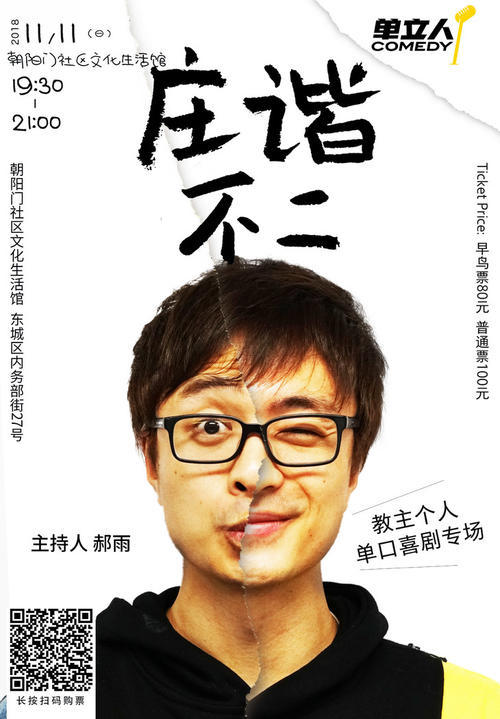 2018
11/11 (日)
朝阳门社区文化生活馆
19:30
-
21:00
单立人
COMEDY
庄谐
不二
朝阳门社区文化生活馆 东城区内务部街27号
Ticket Price: 早鸟票80元 普通票100元
教主个人
单口喜剧专场
主持人 郝雨
长按扫码购票